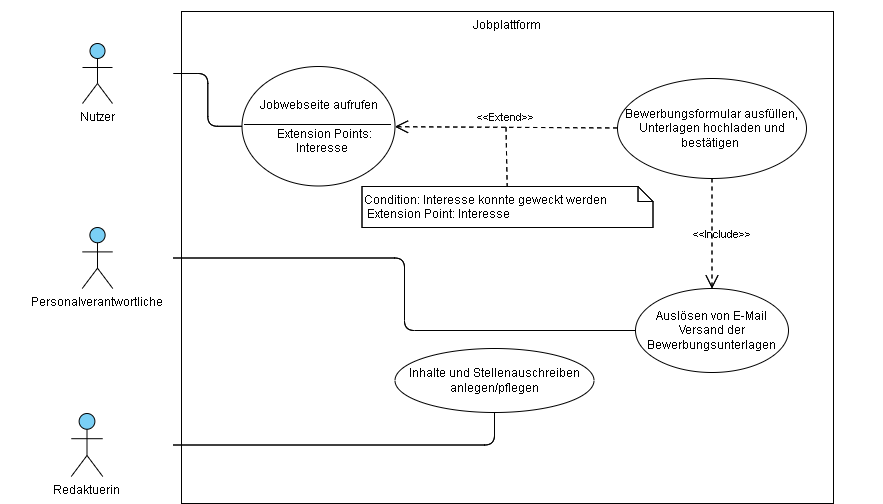 Jobplattform
Nutzer
Jobwebseite aufrufen
Extension Points:
Interesse
<<Extend>>
Bewerbungsformular ausfüllen,
Unterlagen hochladen und
bestätigen
Condition: Interesse konnte geweckt werden
Extension Point: Interesse
<<Include>>
Personalverantwortliche
Auslösen von E-Mail
Versand der
Bewerbungsunterlagen
Inhalte und Stellenauschreiben
anlegen/pflegen
Redaktuerin